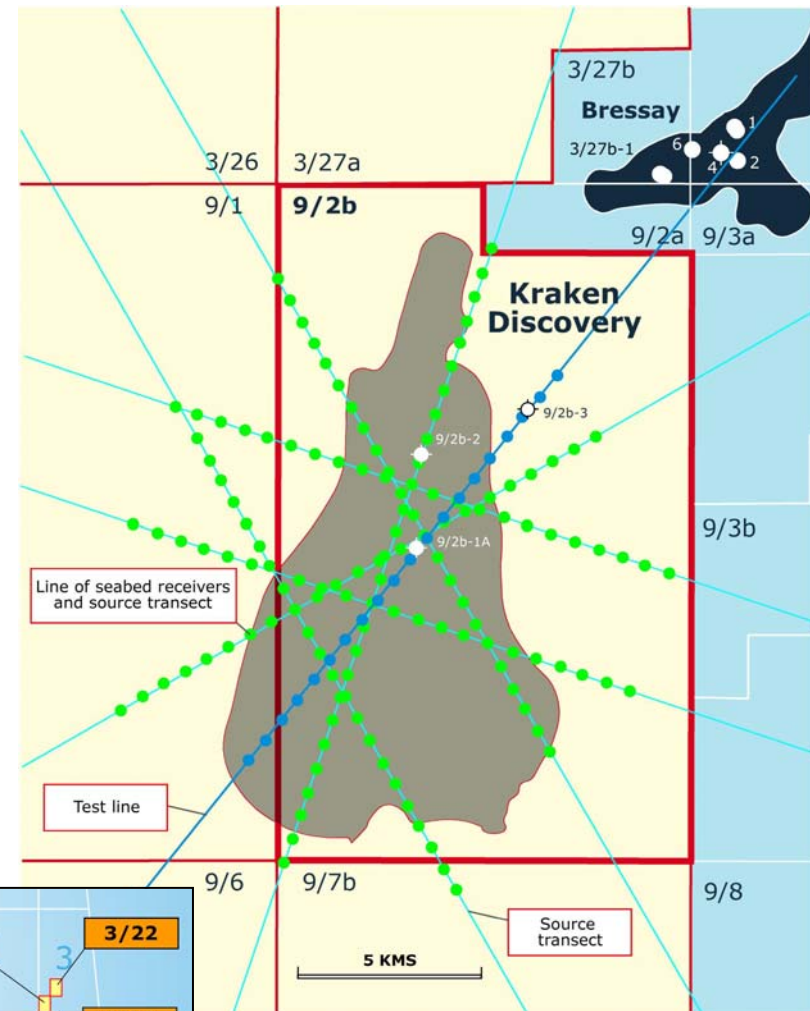 3/27b
Bressay
1
6
3/27b-1
4
2
3/26
3/27a
9/1
9/2b
9/2a
9/3a
Kraken
Discovery
9/2b-3
9/2b-2
9/3b
9/2b-1A
Line of seabed receivers
and source transect
Test line
9/6
9/7b
9/8
3/22
3
Source
transect
5 KMS